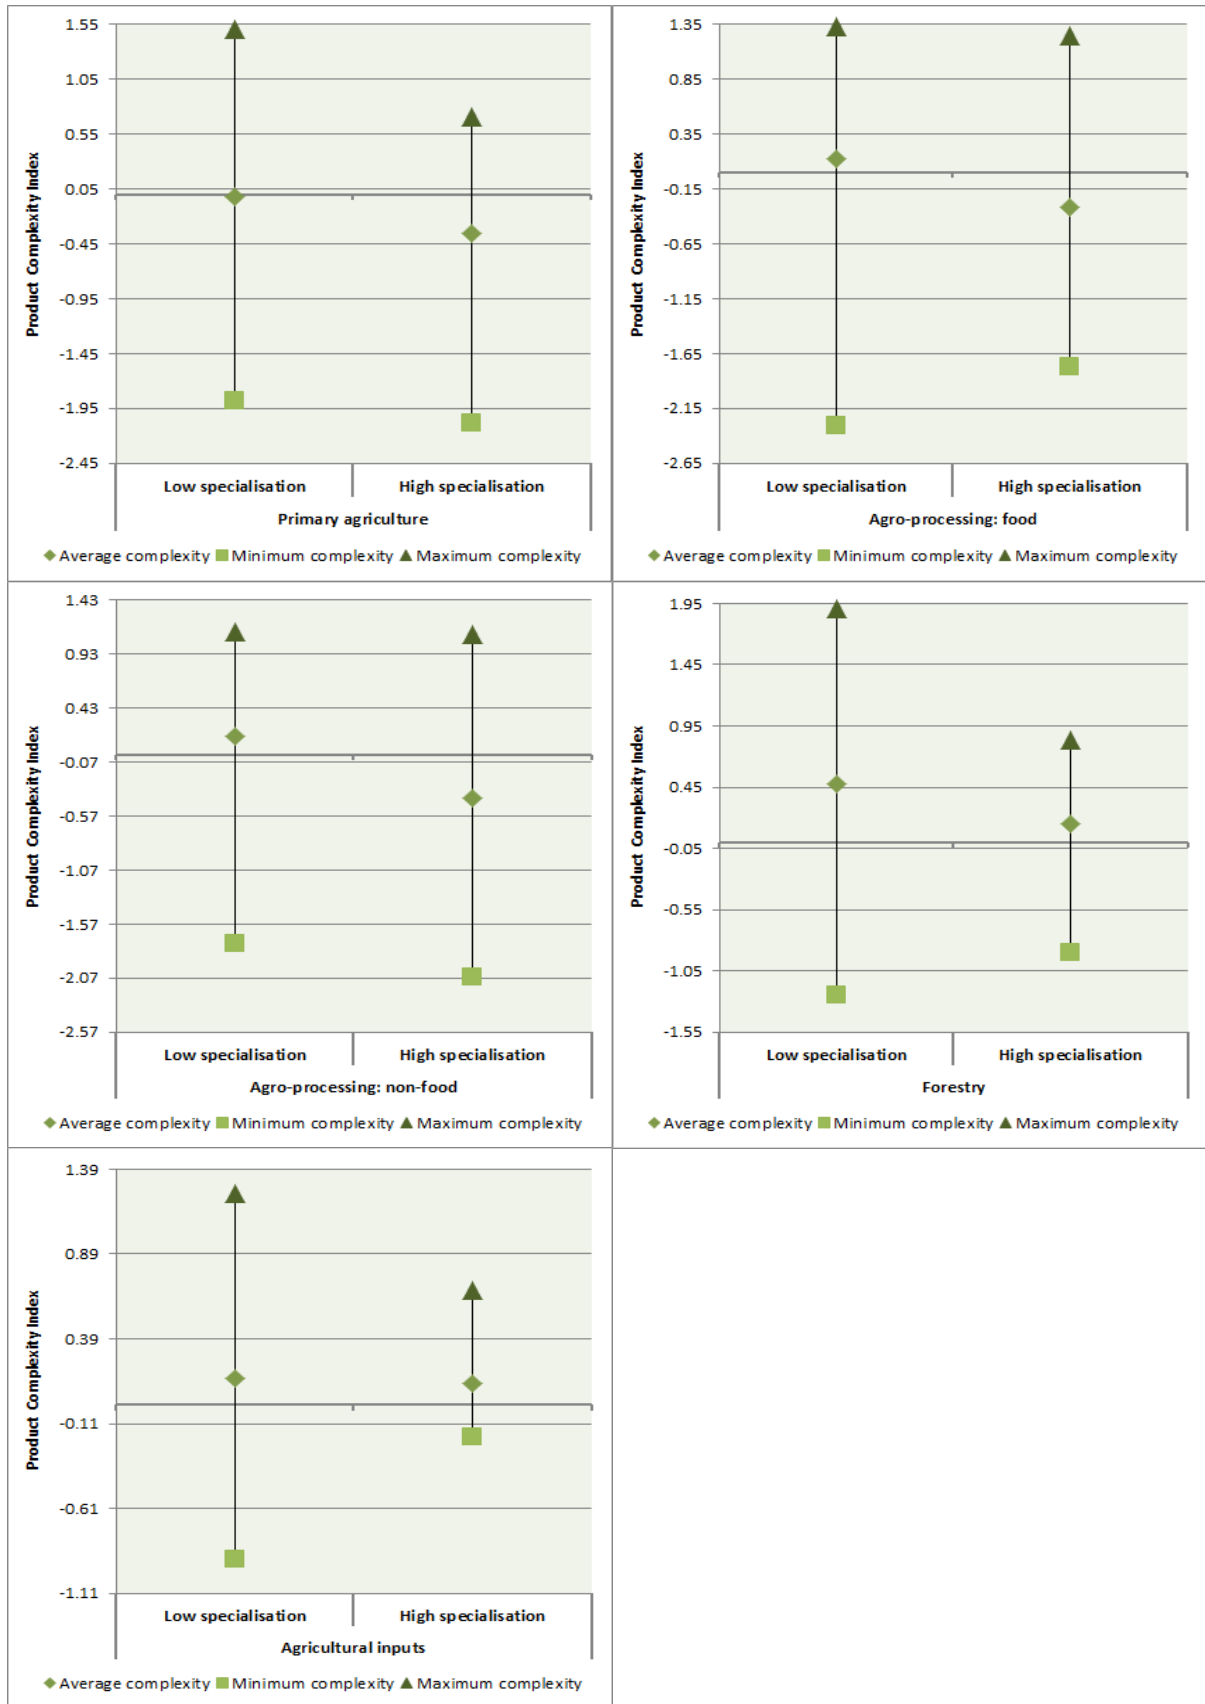 Product Complexity Index
1.55
1.05
0.55
0.05
-0.45
-0.95
-1.45
-1.95
-2.45
Low specialisation High specialisation
Primary agriculture
Average complexity Minimum complexity Maximum complexity
Product Complexity Index
1.35
0.85
0.35
-0.15
-0.65
-1.15
-1.65
-2.15
-2.65
Low specialisation High specialisation
Agro-processing: food
Average complexity Minimum complexity Maximum complexity
Product Complexity Index
1.43
0.93
0.43
-0.07
-0.57
-1.07
-1.57
-2.07
-2.57
Low specialisation High specialisation
Agro-processing: non-food
Average complexity Minimum complexity Maximum complexity
Product Complexity Index
1.95
1.45
0.95
0.45
-0.05
-0.55
-1.05
-1.55
Low specialisation High specialisation
Forestry
Average complexity Minimum complexity Maximum complexity
Product Complexity Index
1.39
0.89
0.39
-0.11
-0.61
-1.11
Low specialisation High specialisation
Agricultural inputs
Average complexity Minimum complexity Maximum complexity